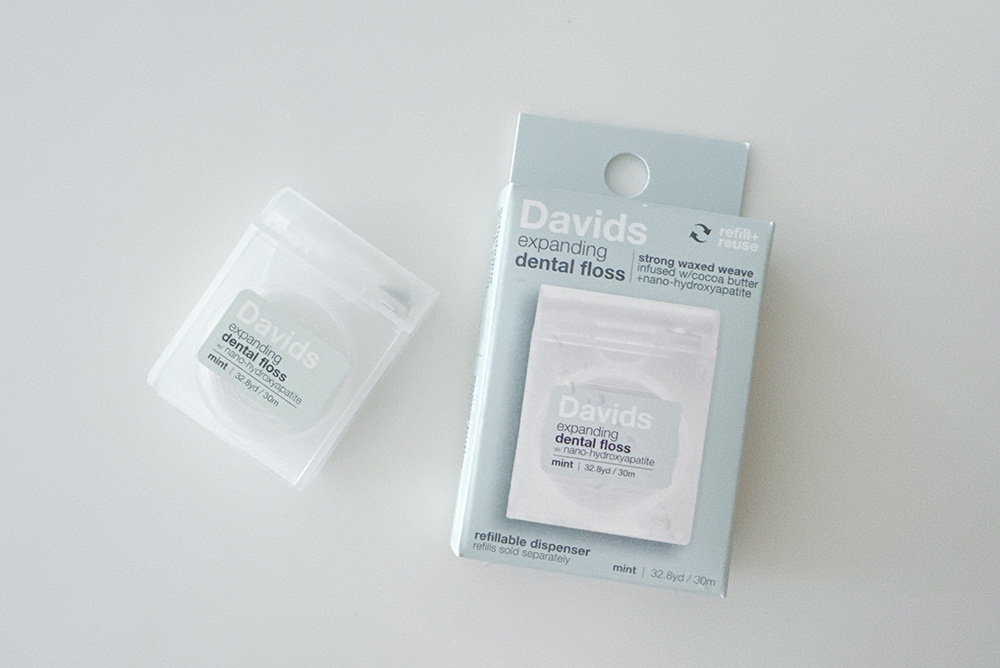 Davids
expanding
dental floss
w/ nano-hydroxyapatite
mint | 32.8yd / 30m
Davids
expanding
dental floss
refill+
reuse
strong waxed weave
infused w/cocoa butter
+nano-hydroxyapatite
Davids
expanding
dental floss
w/ nano-hydroxyapatite
mint | 32.8yd / 30m
refillable dispenser
refills sold separately
mint | 32.8yd / 30m